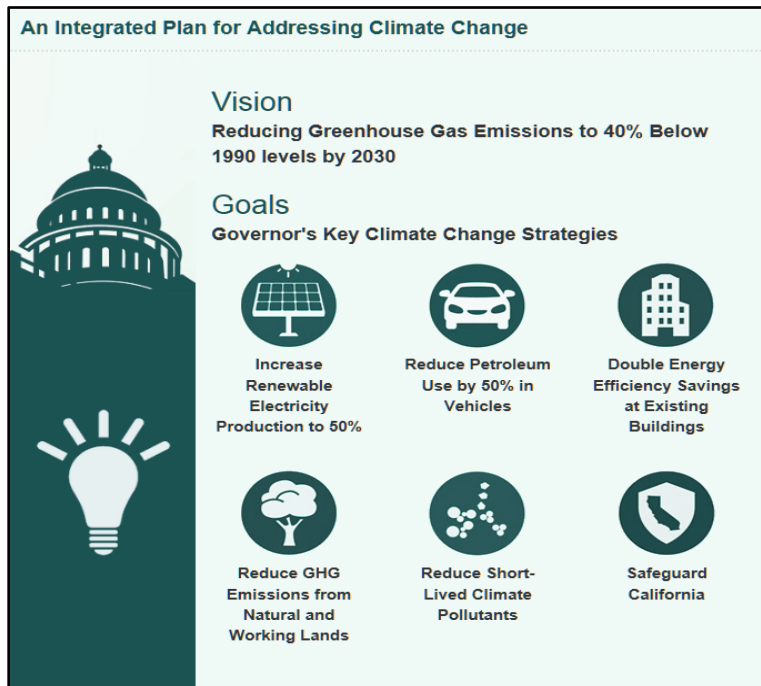 An Integrated Plan for Addressing Climate Change
Vision
Reducing Greenhouse Gas Emissions to 40% Below
1990 levels by 2030
Goals
Governor's Key Climate Change Strategies
Increase
Renewable
Electricity
Production to 50%
Reduce Petroleum
Use by 50% in
Vehicles
Double Energy
Efficiency Savings
at Existing
Buildings
Reduce GHG
Emissions from
Natural and
Working Lands
Reduce Short-
Lived Climate
Pollutants
Safeguard
California